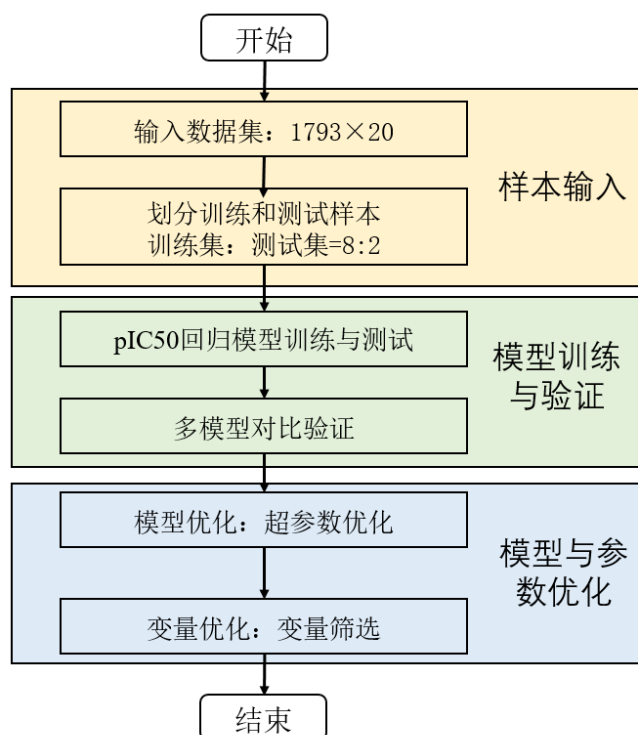 开始
输入数据集：1793×20
划分训练和测试样本
训练集：测试集=8:2
样本输入
pIC50回归模型训练与测试
多模型对比验证
模型训练
与验证
模型优化：超参数优化
变量优化：变量筛选
模型与参
数优化
结束